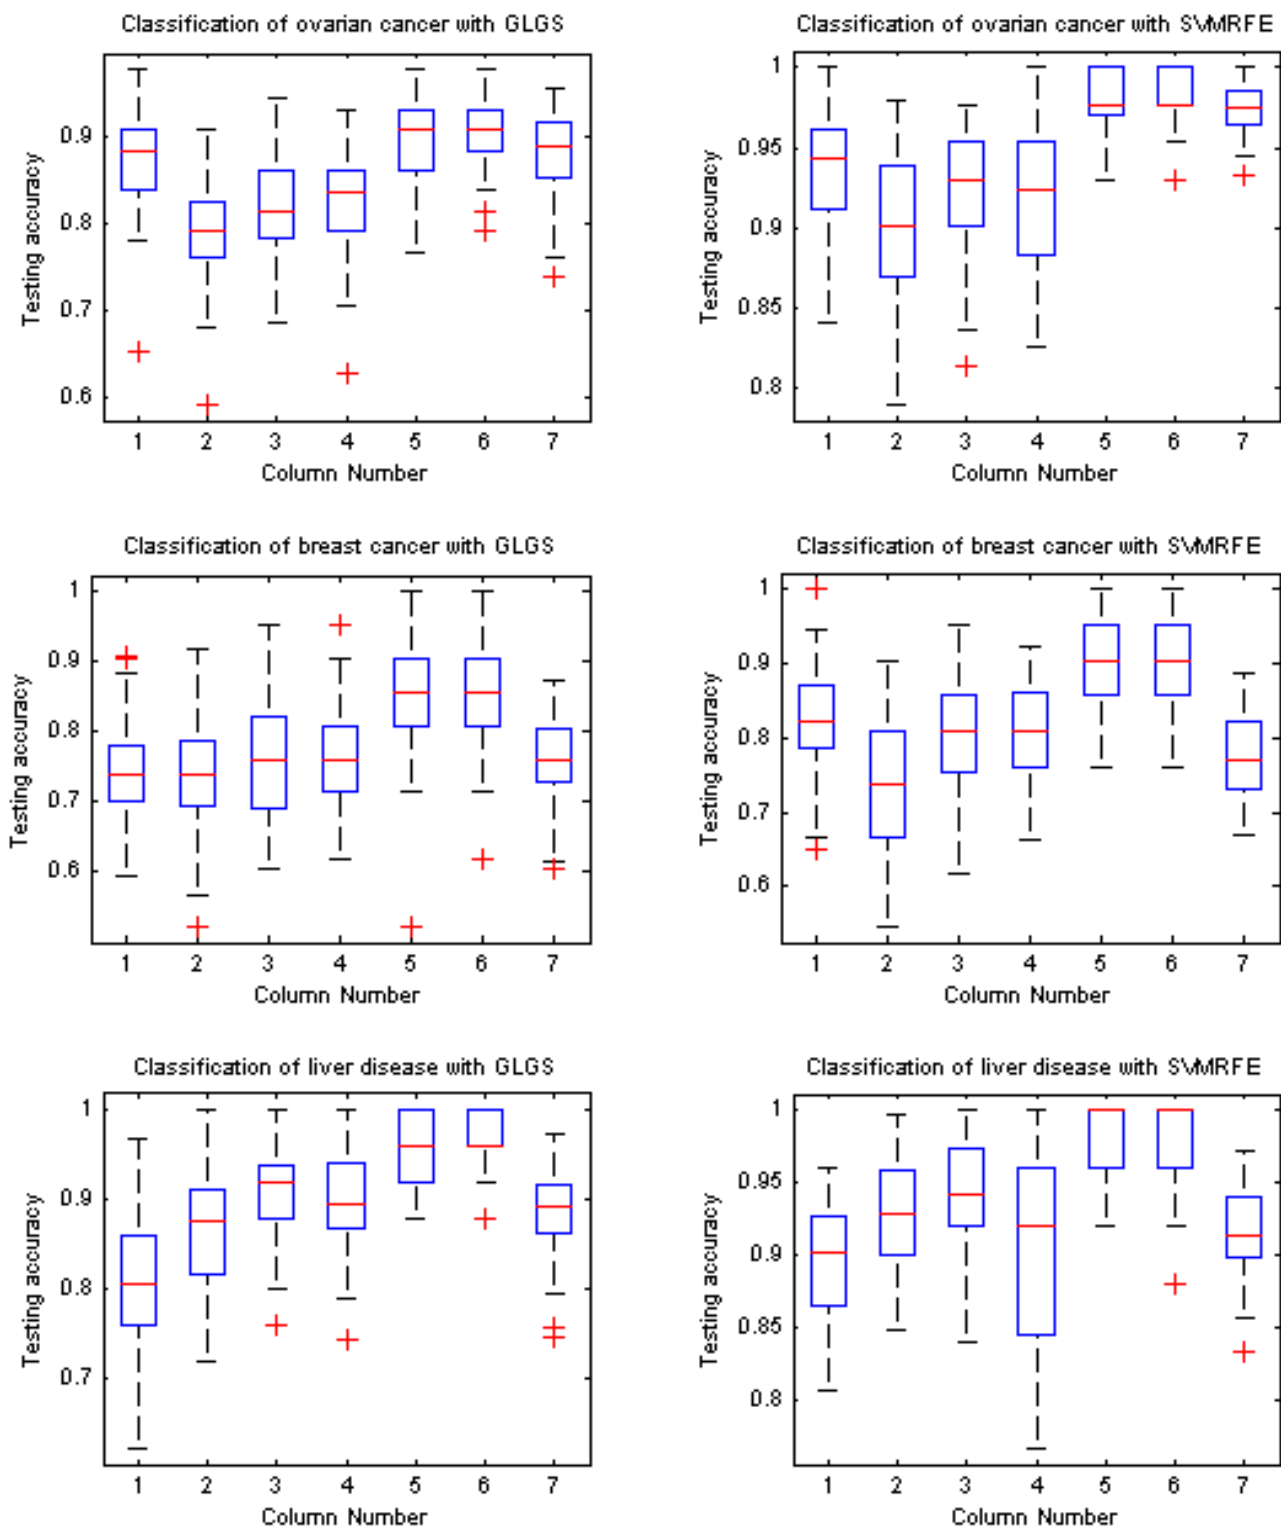 Classification of ovarian cancer with GLGS
Testing accuracy
0.9
0.8
0.7
0.6
1 2 3 4 5 6 7
Column Number
Classification of ovarian cancer with SVMRFE
Testing accuracy
1
0.95
0.9
0.85
0.8
1 2 3 4 5 6 7
Column Number
Classification of breast cancer with GLGS
Testing accuracy
1
0.9
0.8
0.7
0.6
1 2 3 4 5 6 7
Column Number
Classification of breast cancer with SVMRFE
Testing accuracy
1
0.9
0.8
0.7
0.6
1 2 3 4 5 6 7
Column Number
Classification of liver disease with GLGS
Testing accuracy
1
0.9
0.8
0.7
1 2 3 4 5 6 7
Column Number
Classification of liver disease with SVMRFE
Testing accuracy
1
0.95
0.9
0.85
0.8
1 2 3 4 5 6 7
Column Number